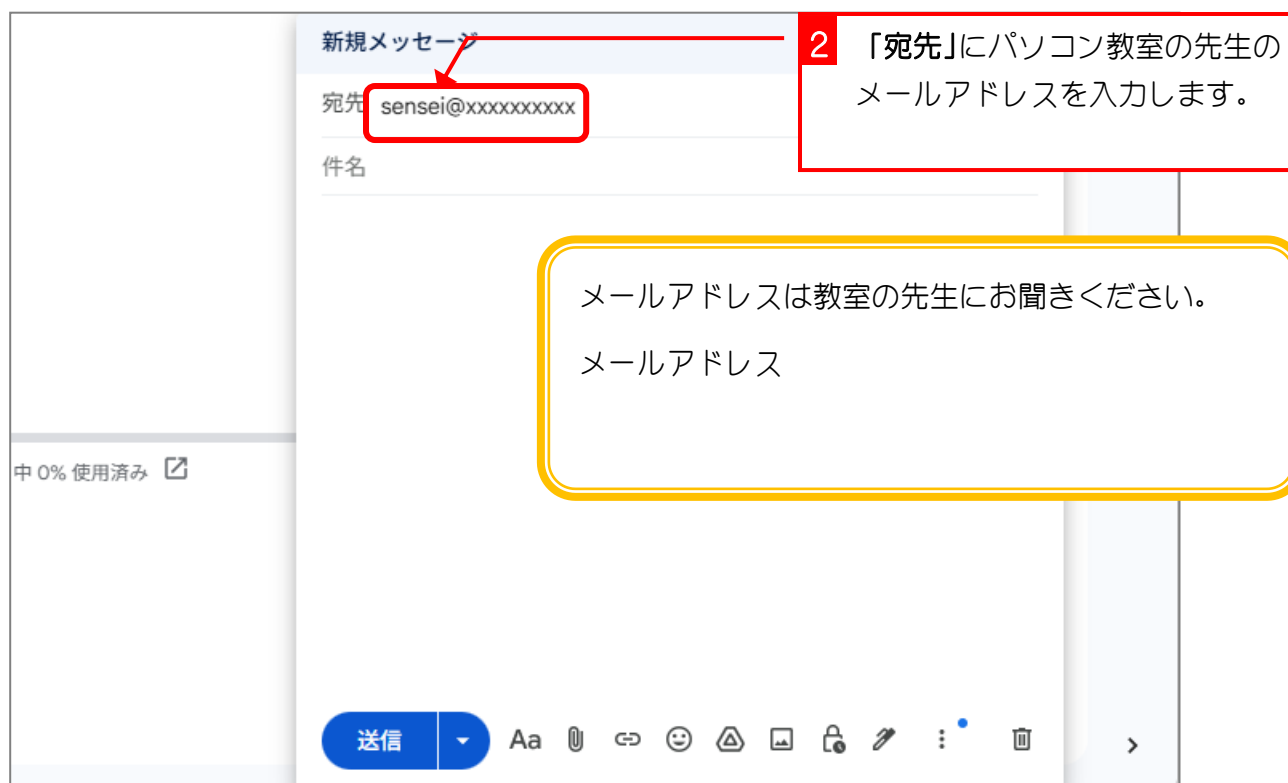 新規メッセージ
2 「宛先」にパソコン教室の先生の
メールアドレスを入力します。
宛先 sensei@xxxxxxxxxx
件名
メールアドレスは教室の先生にお聞きください。
メールアドレス
中 0% 使用済み
送信 Aa